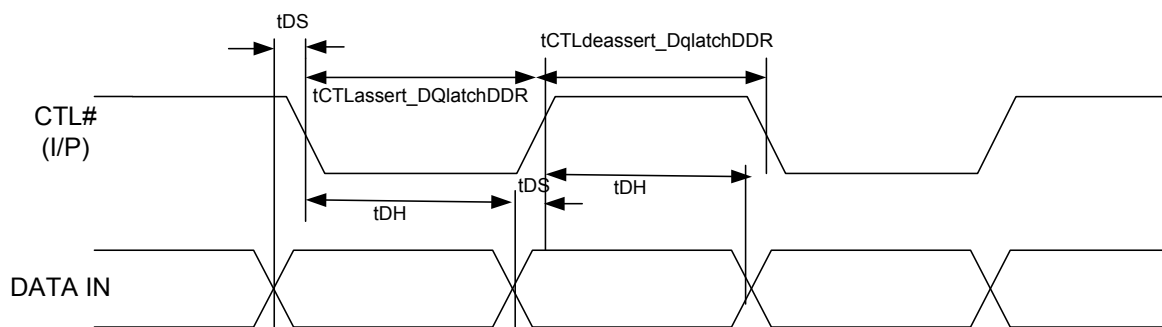 tDS
tCTLdeassert_DqlatchDDR
tCTLassert_DQlatchDDR
CTL#
(I/P)
tDS
tDH
tDH
DATA IN